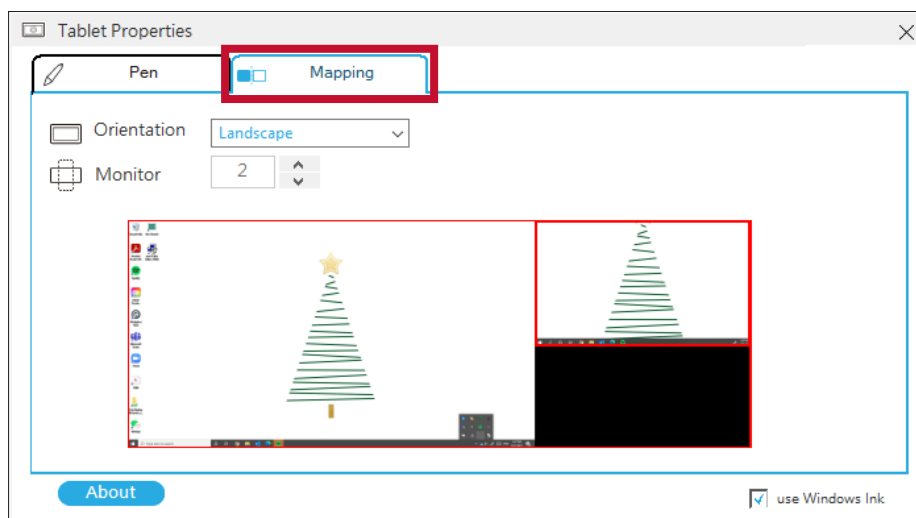 Tablet Properties
Pen
Mapping
Orientation
Landscape
Monitor
2
About
use Windows Ink